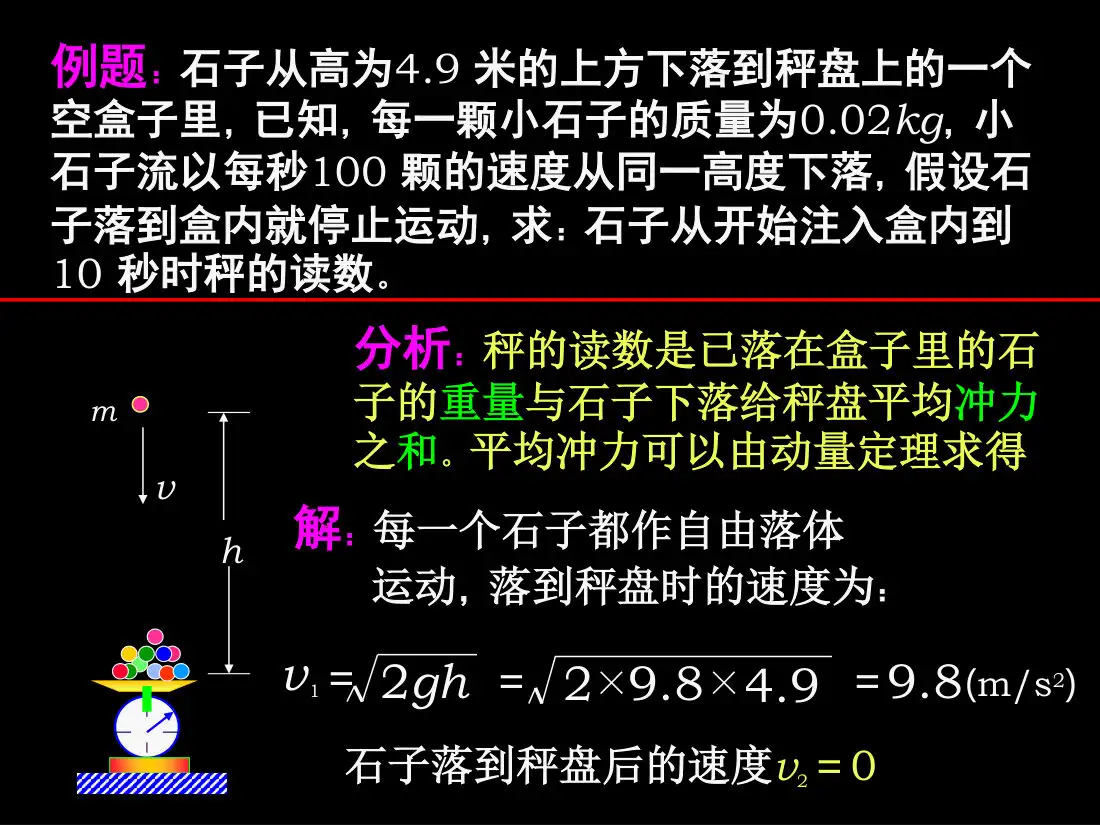 例题：石子从高为4.9 米的上方下落到秤盘上的一个
空盒子里，已知，每一颗小石子的质量为0.02kg，小
石子流以每秒100 颗的速度从同一高度下落，假设石
子落到盒内就停止运动，求：石子从开始注入盒内到
10 秒时秤的读数。
分析：秤的读数是已落在盒子里的石
子的重量与石子下落给秤盘平均冲力
之和。平均冲力可以由动量定理求得
m
υ
h
解：每一个石子都作自由落体
运动，落到秤盘时的速度为：
υ₁=√2gh =√2×9.8×4.9 =9.8(m/s²)
石子落到秤盘后的速度υ₂=0